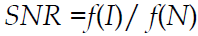 SNR =f(I)/ f(N)